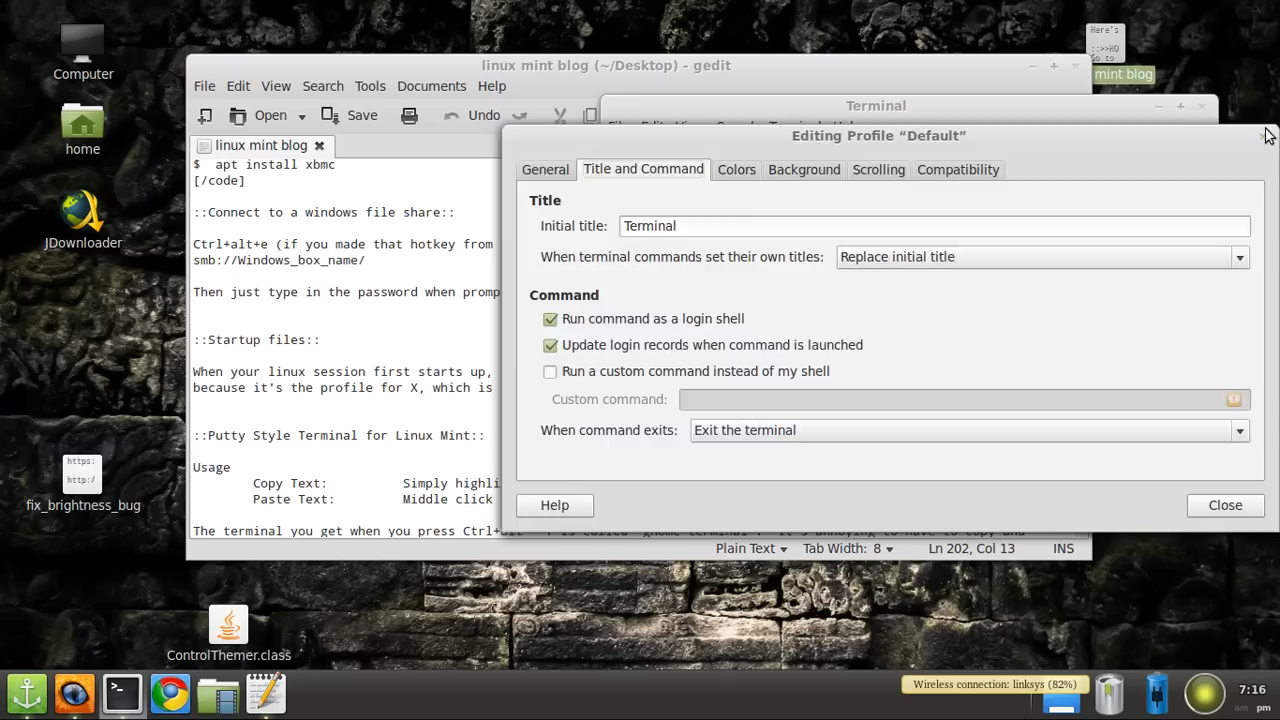 Computer
home
JDownloader
fix_brightness_bug
https:
http:/
ControlThemer.class
Here's
::>>HO
Go to
mint blog
linux mint blog (~/Desktop) - gedit
File Edit View Search Tools Documents Help
Open Save Undo
linux mint blog
$  apt install xbmc
[/code]
::Connect to a windows file share::
Ctrl+alt+e (if you made that hotkey from
smb://Windows_box_name/
Then just type in the password when promp
::Startup files::
When your linux session first starts up,
because it's the profile for X, which is
::Putty Style Terminal for Linux Mint::
Usage
Copy Text: Simply highli
Paste Text: Middle click
The terminal you get when you press Ctrl+alt
Plain Text Tab Width: 8 Ln 202, Col 13 INS
Terminal
Editing Profile “Default”
General Title and Command Colors Background Scrolling Compatibility
Title
Initial title: Terminal
When terminal commands set their own titles: Replace initial title
Command
Run command as a login shell
Update login records when command is launched
Run a custom command instead of my shell
Custom command:
When command exits: Exit the terminal
Help Close
Wireless connection: linksys (82%)
7:16
am pm